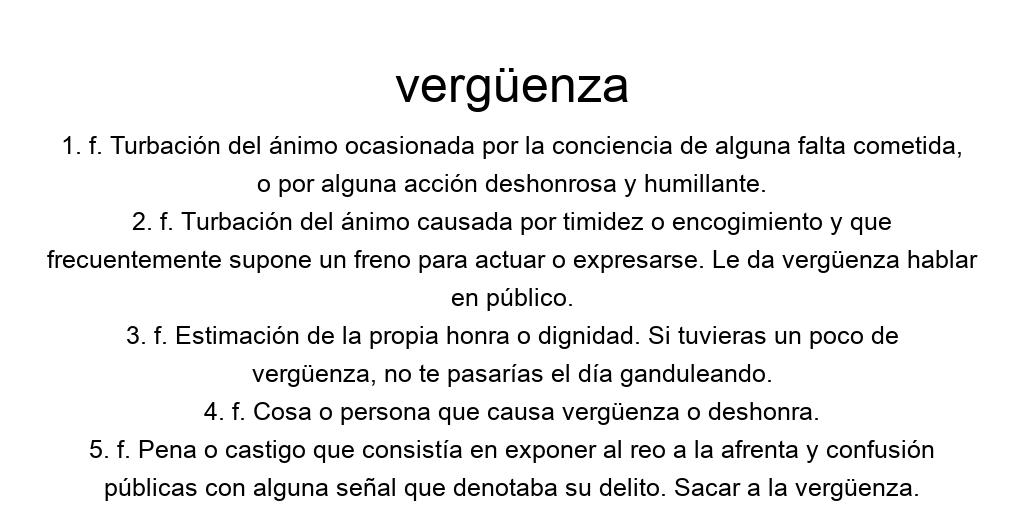 vergüenza
1. f. Turbación del ánimo ocasionada por la conciencia de alguna falta cometida,
o por alguna acción deshonrosa y humillante.
2. f. Turbación del ánimo causada por timidez o encogimiento y que
frecuentemente supone un freno para actuar o expresarse. Le da vergüenza hablar
en público.
3. f. Estimación de la propia honra o dignidad. Si tuvieras un poco de
vergüenza, no te pasarías el día ganduleando.
4. f. Cosa o persona que causa vergüenza o deshonra.
5. f. Pena o castigo que consistía en exponer al reo a la afrenta y confusión
públicas con alguna señal que denotaba su delito. Sacar a la vergüenza.